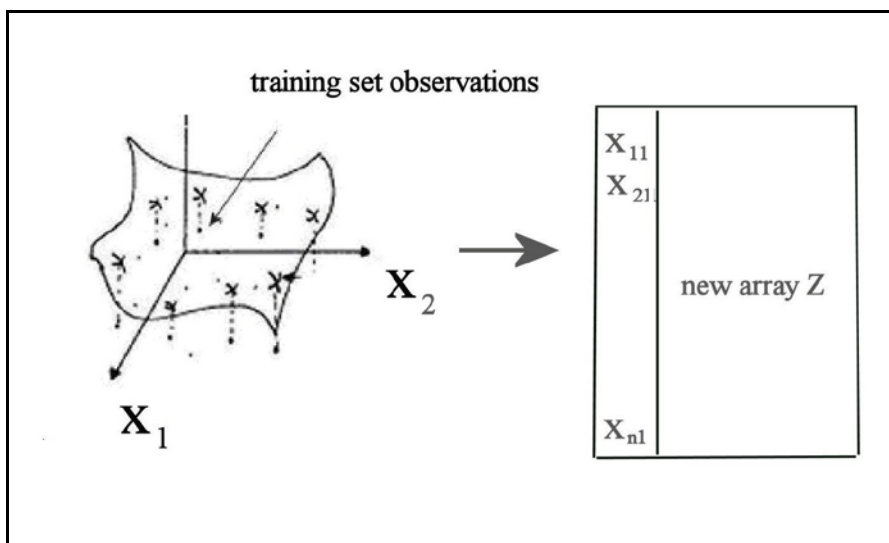 training set observations
X₂
X₁
X₁₁
X₂₁
new array Z
Xₙ₁